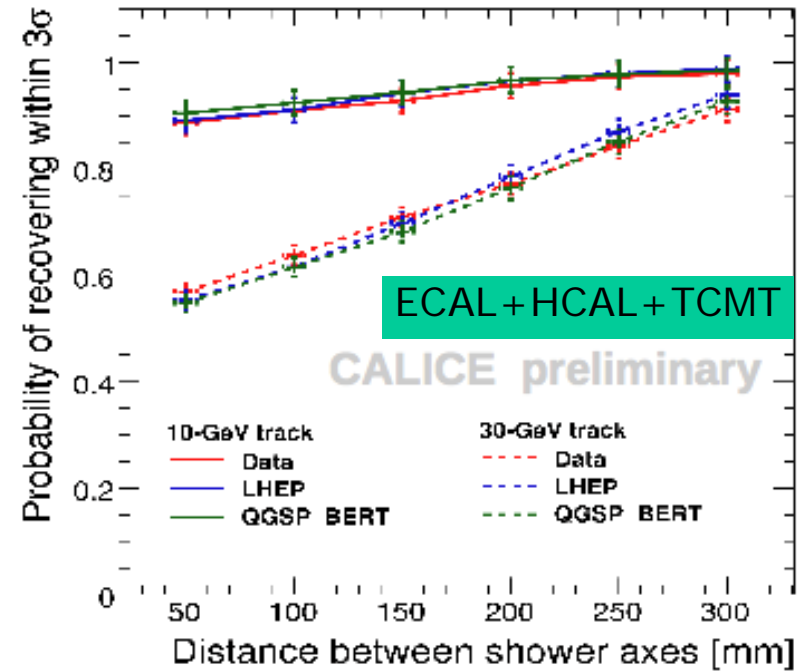 Probability of recovering within 3σ
1
0.8
0.6
0.4
0.2
0
ECAL+HCAL+TCMT
CALICE preliminary
10-GeV track
Data
LHEP
QGSP BERT
30-GeV track
Data
LHEP
QGSP BERT
50 100 150 200 250 300
Distance between shower axes [mm]